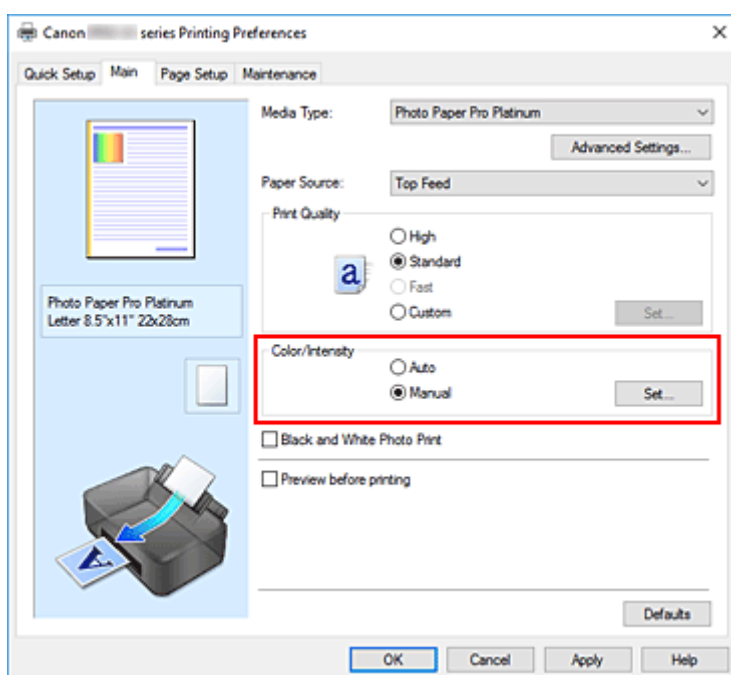 Canon series Printing Preferences
Quick Setup Main Page Setup Maintenance
Media Type: Photo Paper Pro Platinum
Advanced Settings...
Paper Source: Top Feed
Print Quality
High
a Standard
Fast
Custom Set...
Photo Paper Pro Platinum
Letter 8.5"x11" 22x28cm
Color/Intensity
Auto
Manual Set...
Black and White Photo Print
Preview before printing
A
Defaults
OK Cancel Apply Help